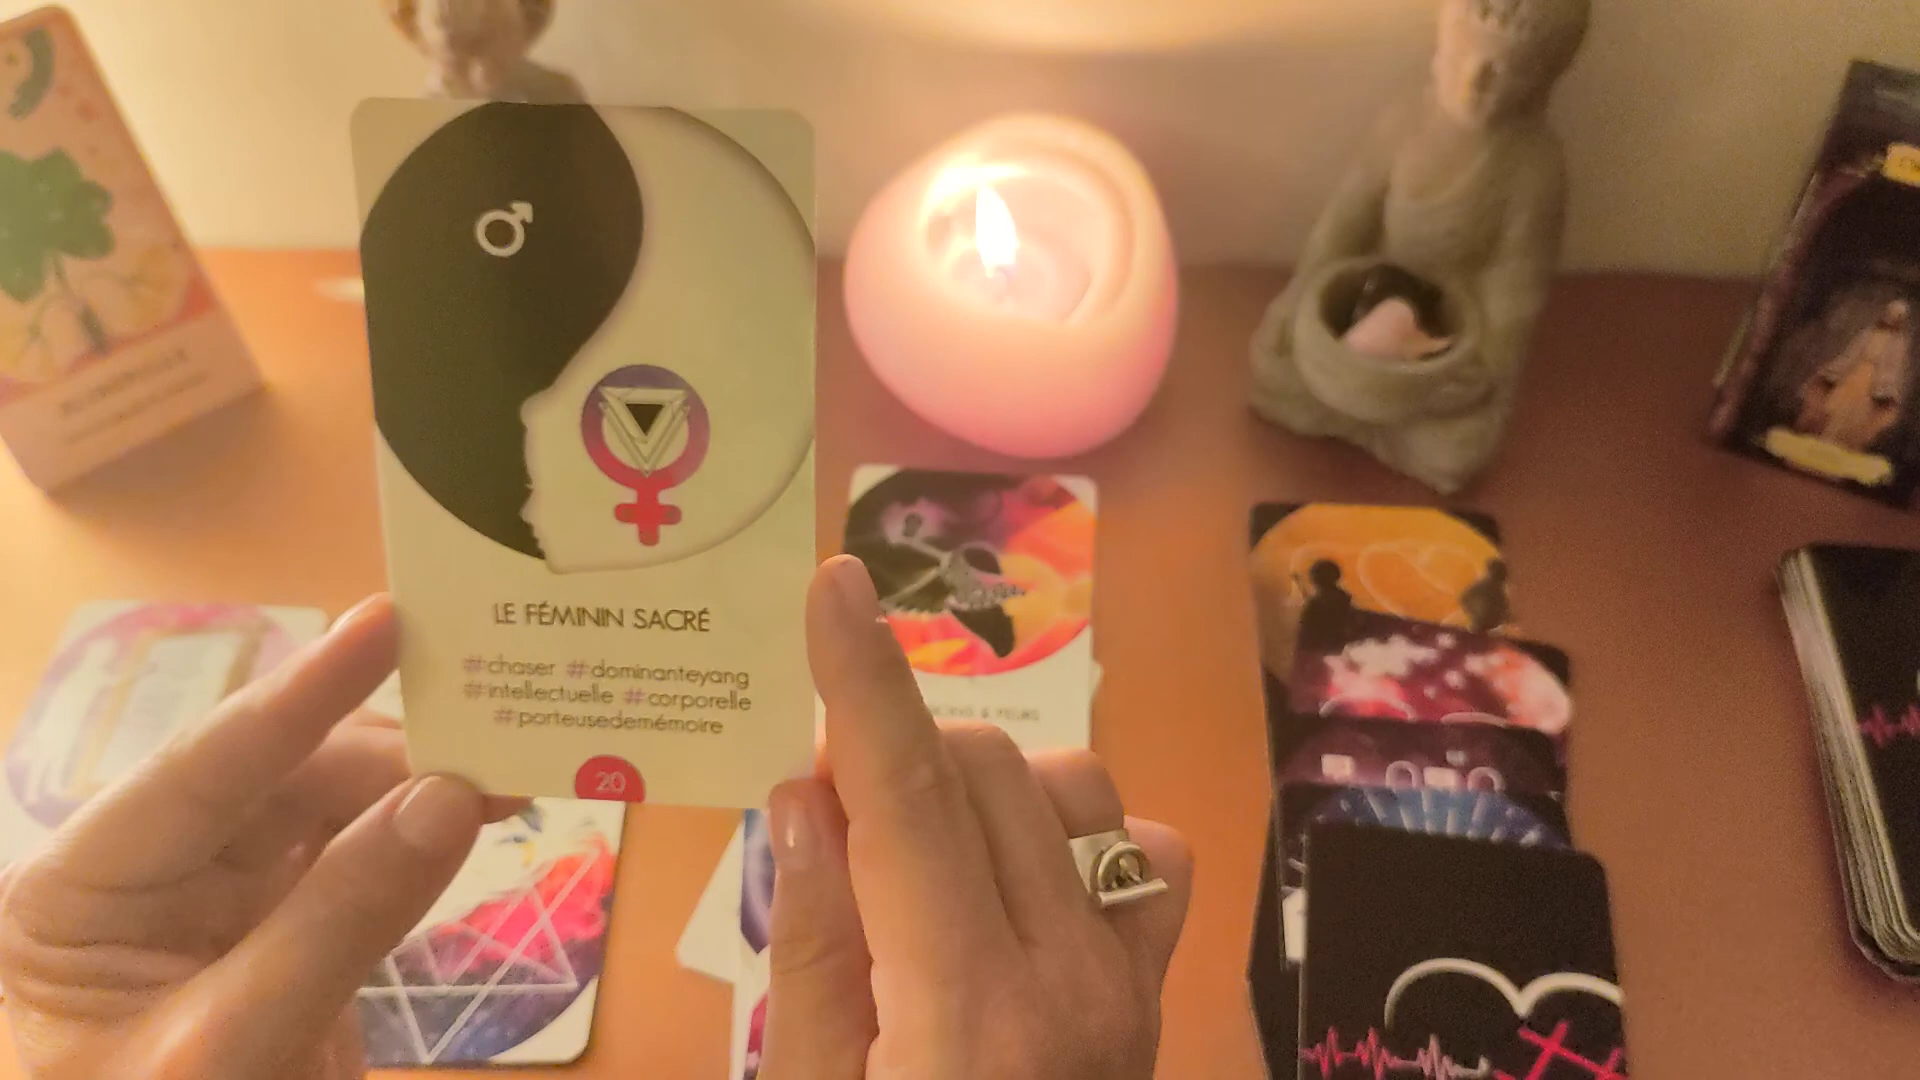 LE FÉMININ SACRÉ
#chaser #dominanteyang
#intellectuelle #corporelle
#porteusedemémoire
20